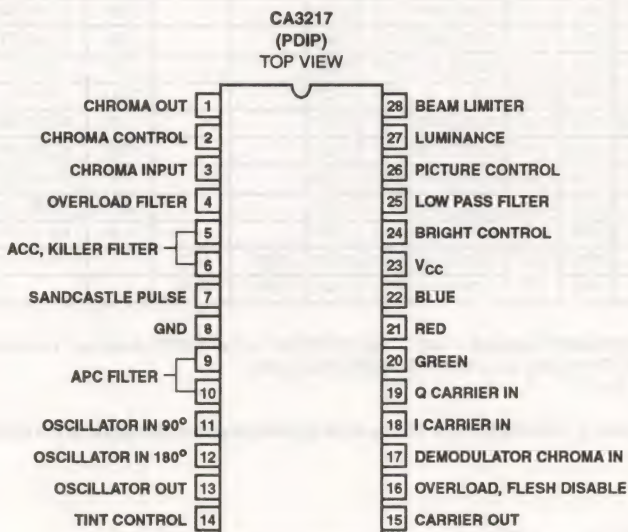 CA3217
(PDIP)
TOP VIEW
CHROMA OUT 1
CHROMA CONTROL 2
CHROMA INPUT 3
OVERLOAD FILTER 4
ACC, KILLER FILTER 5
6
SANDCASTLE PULSE 7
GND 8
APC FILTER 9
10
OSCILLATOR IN 90° 11
OSCILLATOR IN 180° 12
OSCILLATOR OUT 13
TINT CONTROL 14
28 BEAM LIMITER
27 LUMINANCE
26 PICTURE CONTROL
25 LOW PASS FILTER
24 BRIGHT CONTROL
23 VCC
22 BLUE
21 RED
20 GREEN
19 Q CARRIER IN
18 I CARRIER IN
17 DEMODULATOR CHROMA IN
16 OVERLOAD, FLESH DISABLE
15 CARRIER OUT